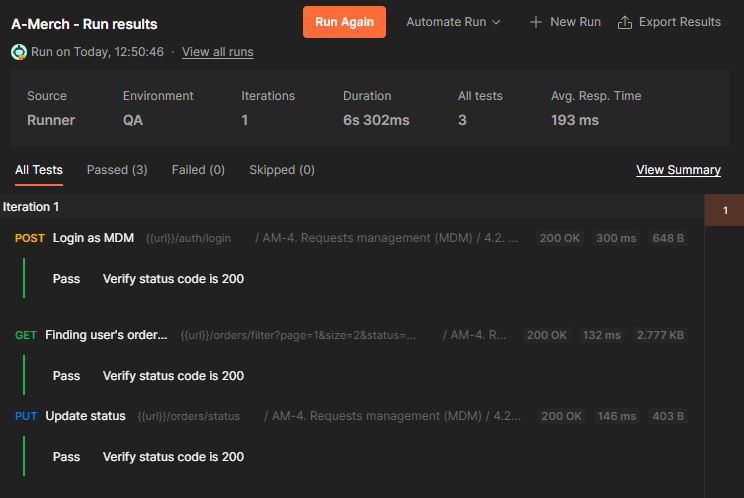 A-Merch - Run results
Run Again
Automate Run
New Run
Export Results
Run on Today, 12:50:46 · View all runs
Source Environment Iterations Duration All tests Avg. Resp. Time
Runner QA 1 6s 302ms 3 193 ms
All Tests Passed (3) Failed (0) Skipped (0) View Summary
Iteration 1
1
POST Login as MDM {{url}}/auth/login / AM-4. Requests management (MDM) / 4.2. ... 200 OK 300 ms 648 B
Pass Verify status code is 200
GET Finding user's order... {{url}}/orders/filter?page=1&size=2&status=... / AM-4. R... 200 OK 132 ms 2.777 KB
Pass Verify status code is 200
PUT Update status {{url}}/orders/status / AM-4. Requests management (MDM) / 4.2... 200 OK 146 ms 403 B
Pass Verify status code is 200